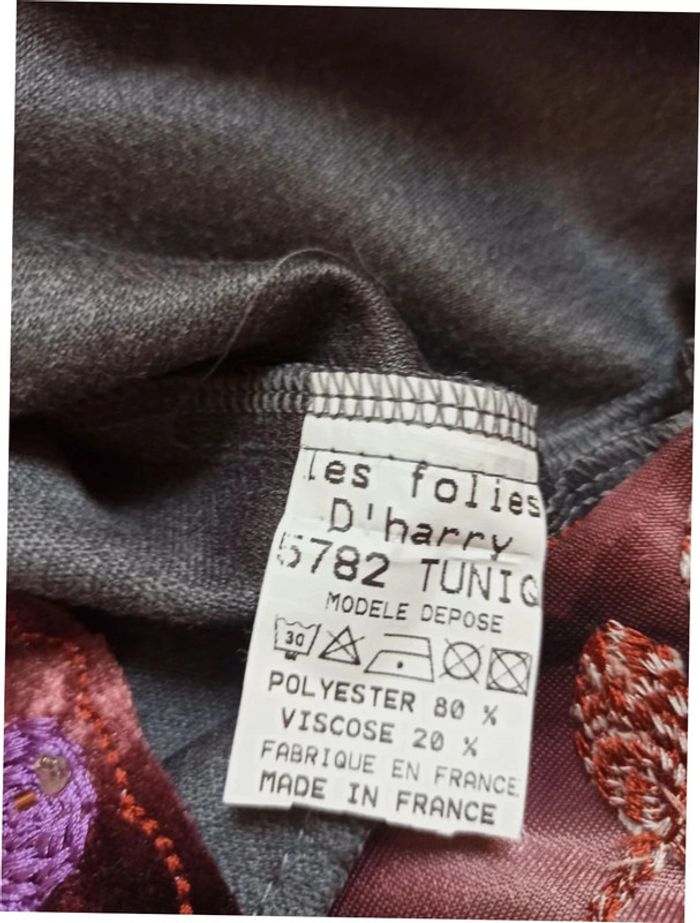 les folies
D'harry
5782 TUNIQ
MODELE DEPOSE
30
POLYESTER 80 %
VISCOSE 20 %
FABRIQUE EN FRANCE
MADE IN FRANCE